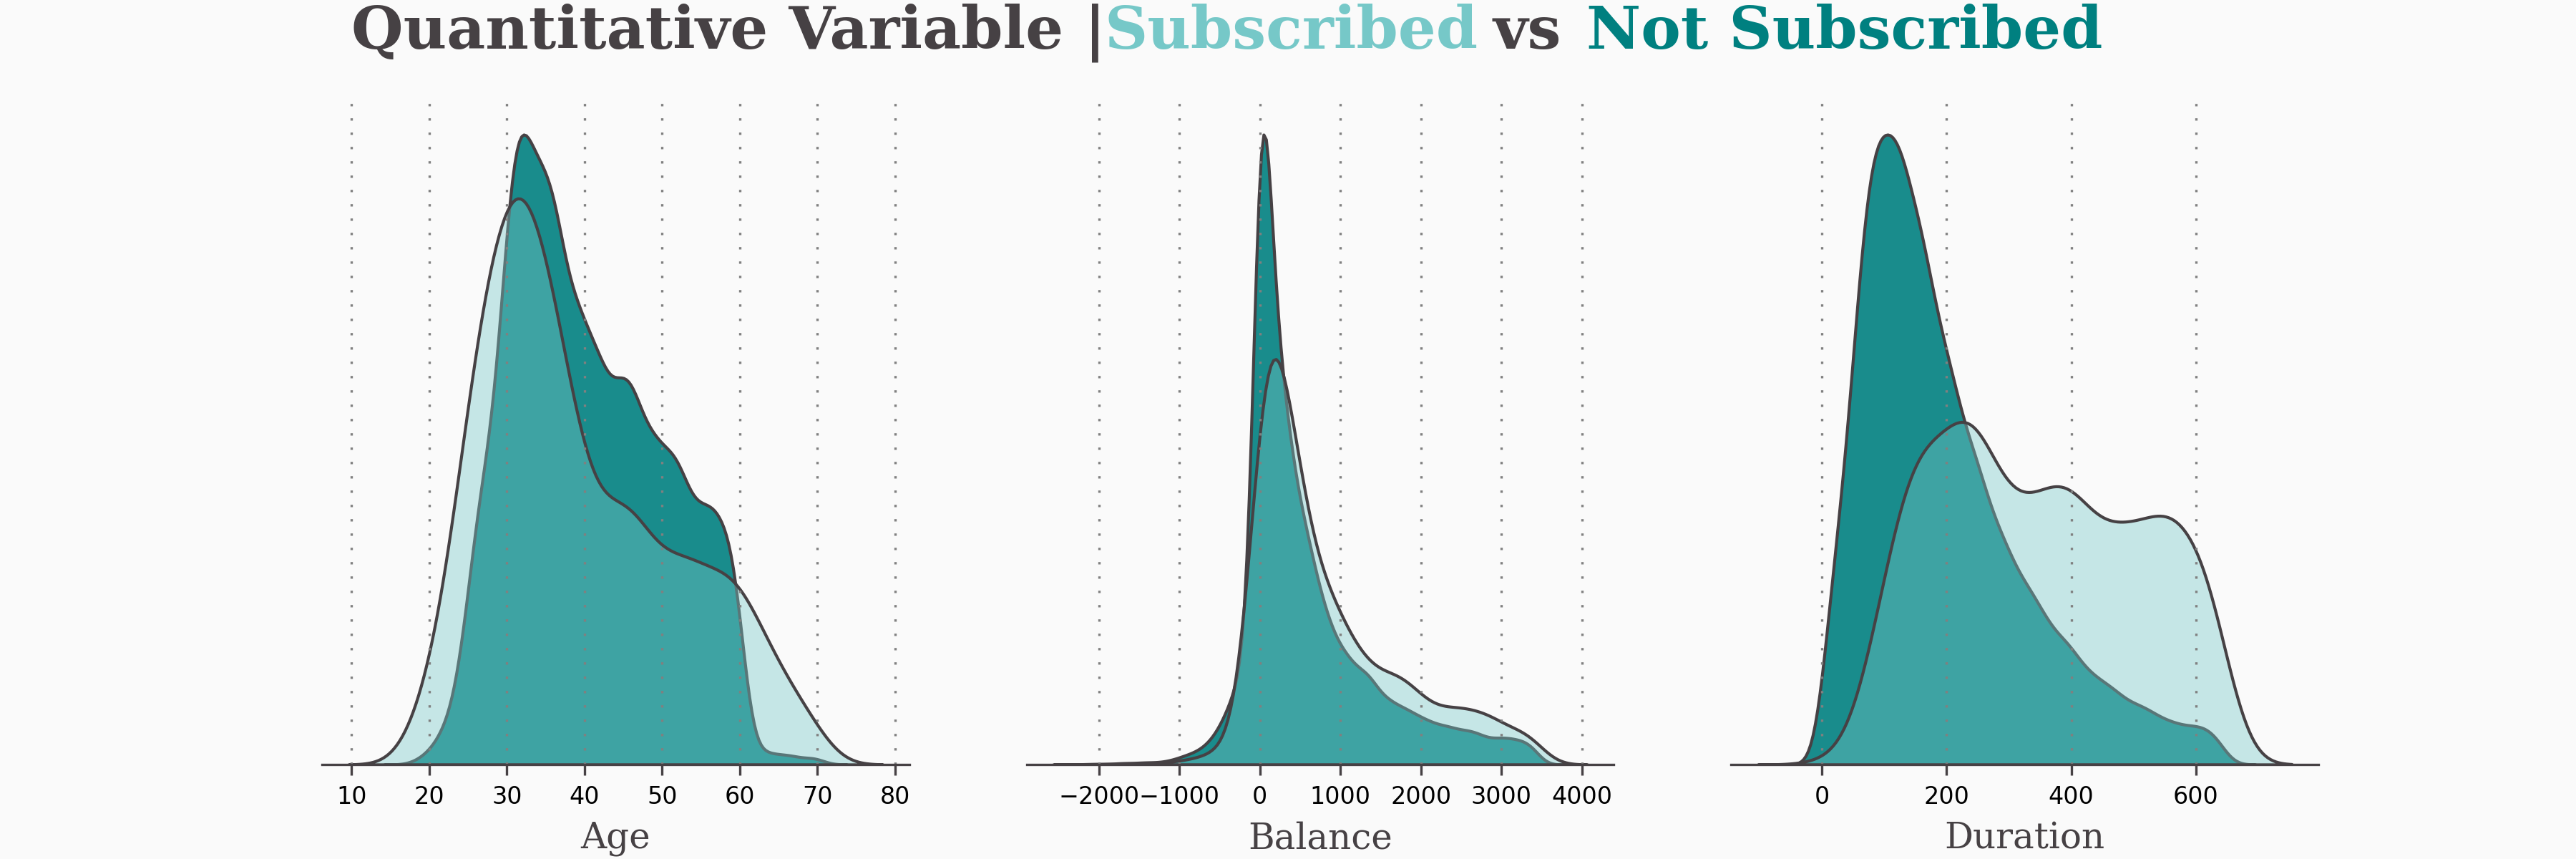 Quantitative Variable |Subscribed vs Not Subscribed
10 20 30 40 50 60 70 80
Age
−2000 −1000 0 1000 2000 3000 4000
Balance
0 200 400 600
Duration